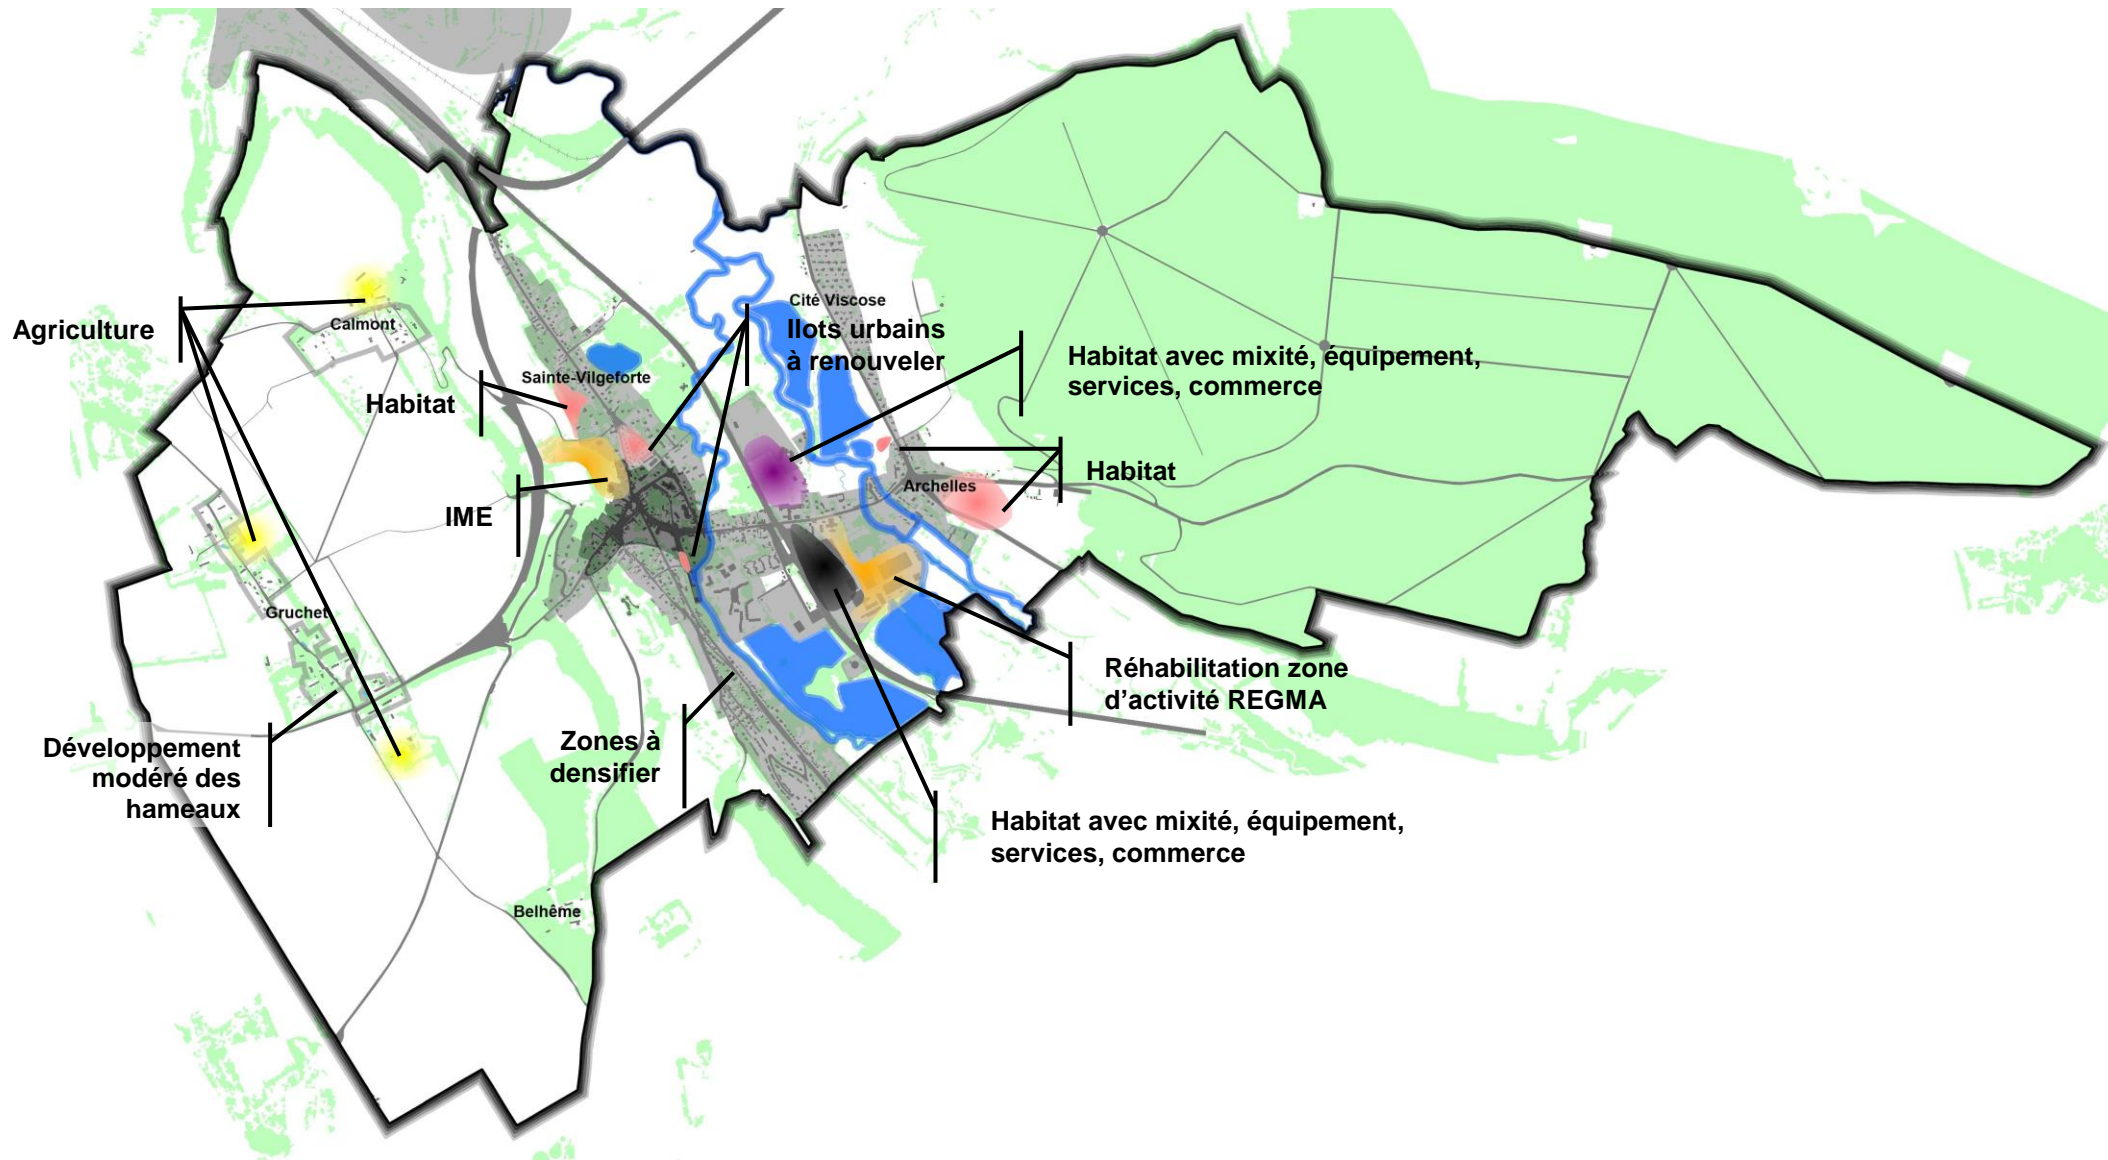 Cité Viscose
Agriculture
Calmont
Ilots urbains
à renouveler
Habitat avec mixité, équipement,
services, commerce
Sainte-Vilgeforte
Habitat
Habitat
Archelles
IME
Gruchet
Réhabilitation zone
d’activité REGMA
Développement
modéré des
hameaux
Zones à
densifier
Habitat avec mixité, équipement,
services, commerce
Belhême